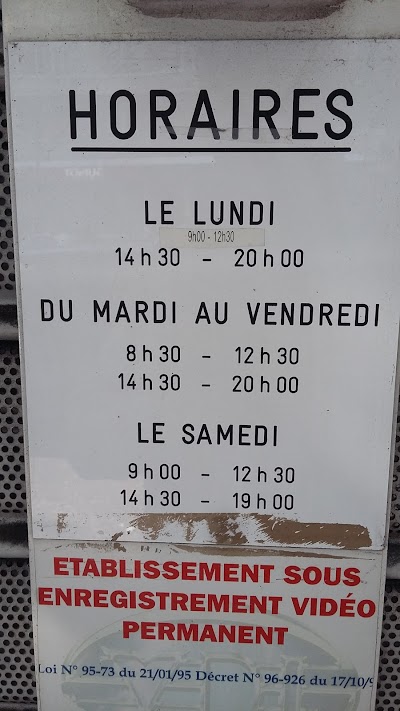 HORAIRES
LE LUNDI
9h00 - 12h30
14 h 30 - 20 h 00
DU MARDI AU VENDREDI
8 h 30 - 12 h 30
14 h 30 - 20 h 00
LE SAMEDI
9 h 00 - 12 h 30
14 h 30 - 19 h 00
ETABLISSEMENT SOUS
ENREGISTREMENT VIDÉO
PERMANENT
Loi N° 95-73 du 21/01/95 Décret N° 96-926 du 17/10/9